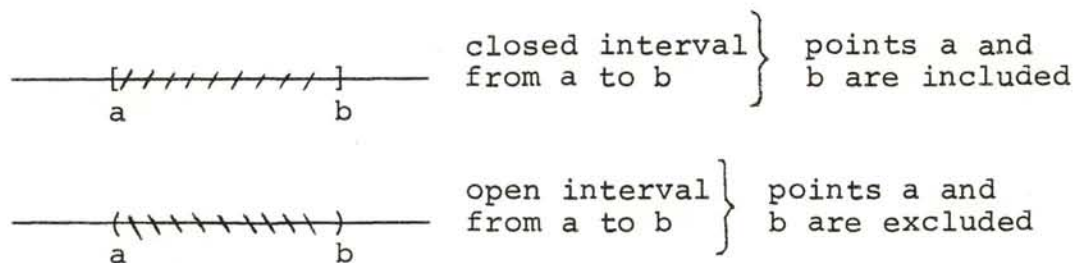 closed interval } points a and
[ ] from a to b b are included
a b
open interval } points a and
( ) from a to b b are excluded
a b